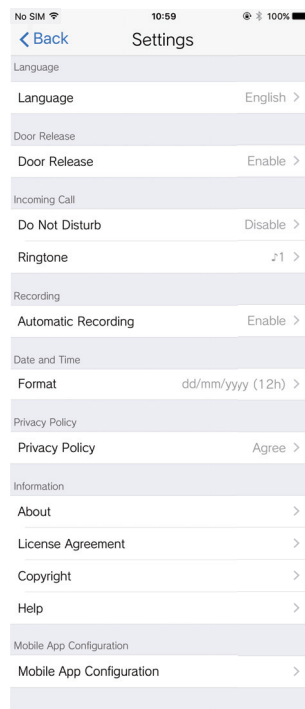 No SIM 10:59 100%
Back Settings
Language
Language English
Door Release
Door Release Enable
Incoming Call
Do Not Disturb Disable
Ringtone ♪1
Recording
Automatic Recording Enable
Date and Time
Format dd/mm/yyyy (12h)
Privacy Policy
Privacy Policy Agree
Information
About
License Agreement
Copyright
Help
Mobile App Configuration
Mobile App Configuration